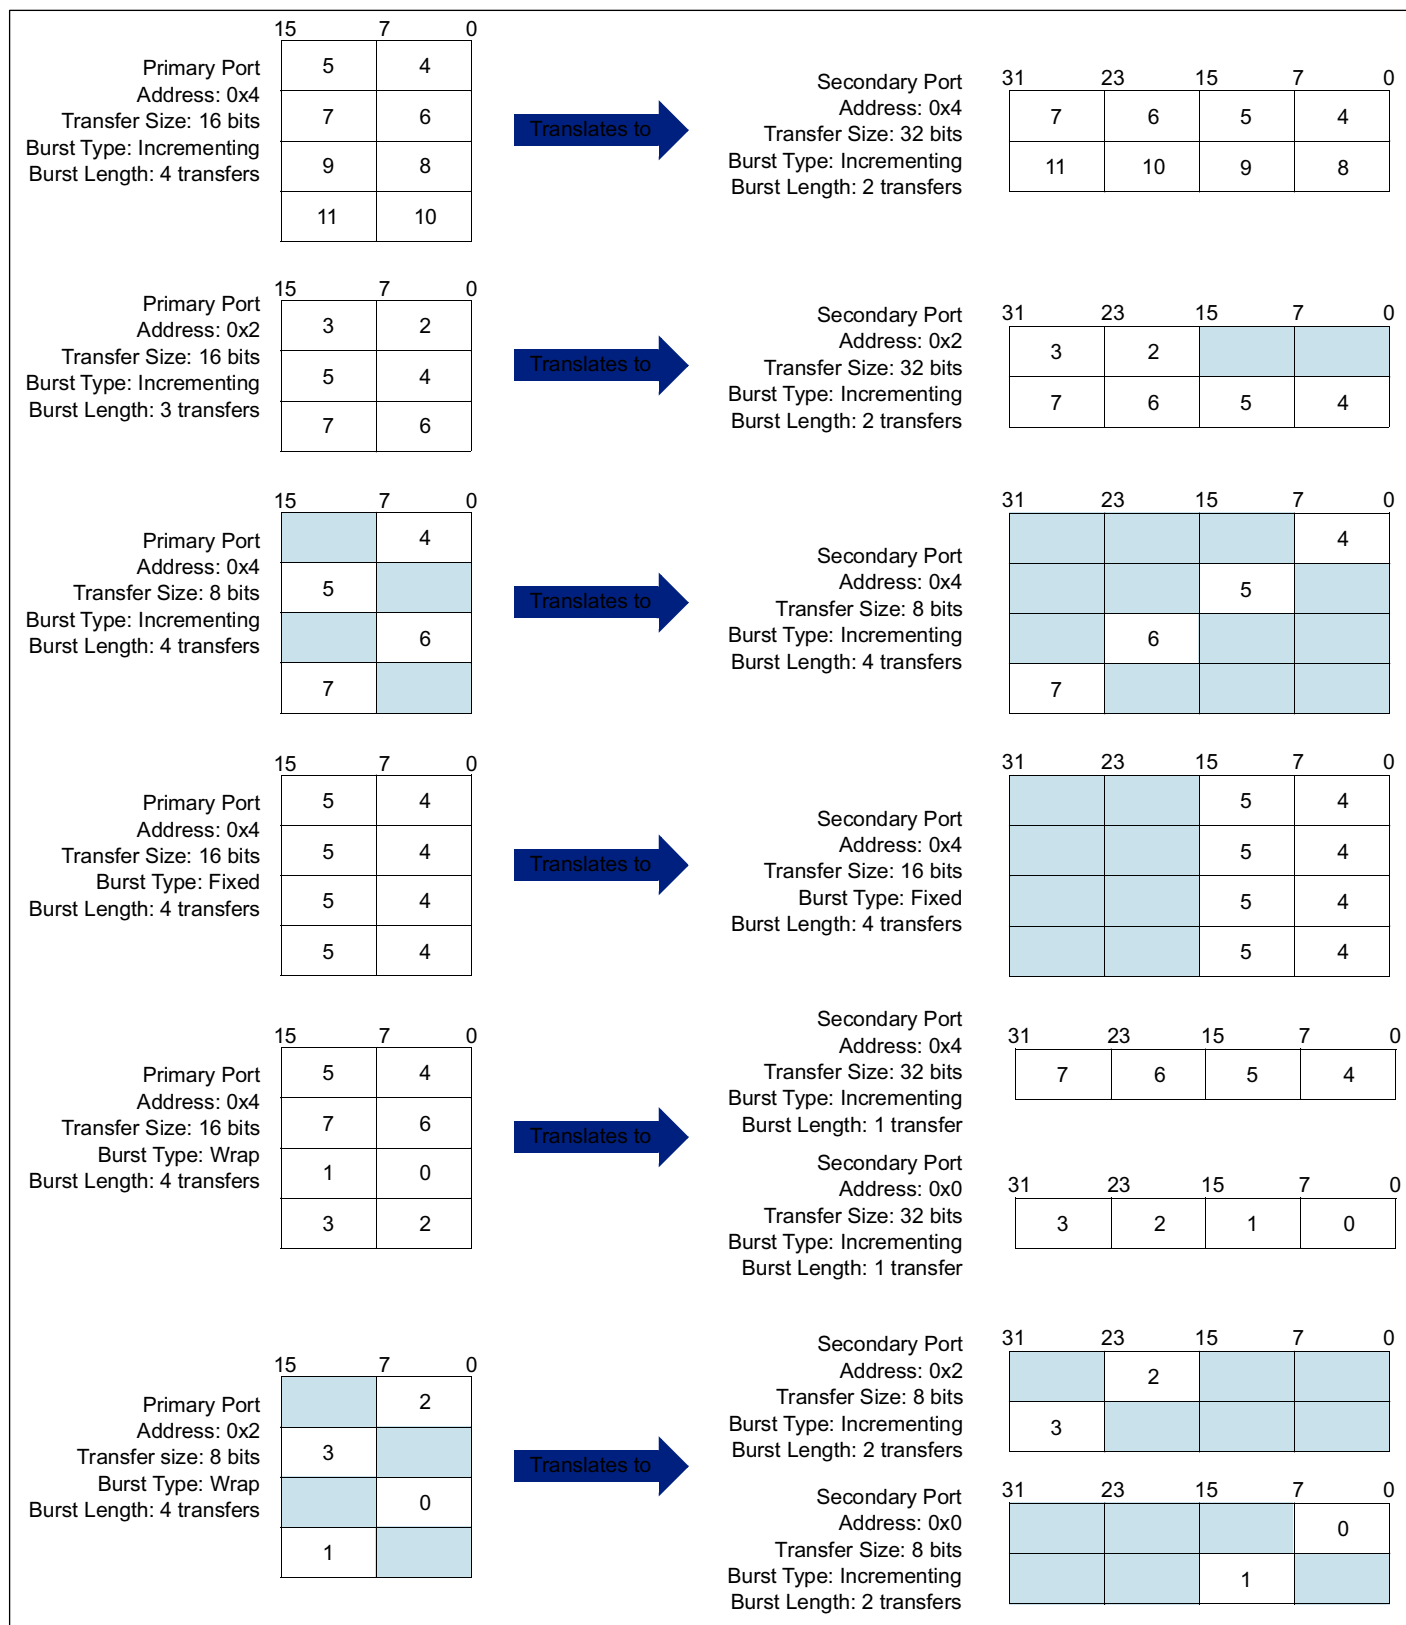 15 7 0
Primary Port
Address: 0x4
Transfer Size: 16 bits
Burst Type: Incrementing
Burst Length: 4 transfers
5 4
7 6
9 8
11 10
Translates to
Secondary Port
Address: 0x4
Transfer Size: 32 bits
Burst Type: Incrementing
Burst Length: 2 transfers
31 23 15 7 0
7 6 5 4
11 10 9 8
15 7 0
Primary Port
Address: 0x2
Transfer Size: 16 bits
Burst Type: Incrementing
Burst Length: 3 transfers
3 2
5 4
7 6
Translates to
Secondary Port
Address: 0x2
Transfer Size: 32 bits
Burst Type: Incrementing
Burst Length: 2 transfers
31 23 15 7 0
3 2
7 6 5 4
15 7 0
Primary Port
Address: 0x4
Transfer Size: 8 bits
Burst Type: Incrementing
Burst Length: 4 transfers
4
5
6
7
Translates to
Secondary Port
Address: 0x4
Transfer Size: 8 bits
Burst Type: Incrementing
Burst Length: 4 transfers
31 23 15 7 0
4
5
6
7
15 7 0
Primary Port
Address: 0x4
Transfer Size: 16 bits
Burst Type: Fixed
Burst Length: 4 transfers
5 4
5 4
5 4
5 4
Translates to
Secondary Port
Address: 0x4
Transfer Size: 16 bits
Burst Type: Fixed
Burst Length: 4 transfers
31 23 15 7 0
5 4
5 4
5 4
5 4
15 7 0
Primary Port
Address: 0x4
Transfer Size: 16 bits
Burst Type: Wrap
Burst Length: 4 transfers
5 4
7 6
1 0
3 2
Translates to
Secondary Port
Address: 0x4
Transfer Size: 32 bits
Burst Type: Incrementing
Burst Length: 1 transfer
31 23 15 7 0
7 6 5 4
Secondary Port
Address: 0x0
Transfer Size: 32 bits
Burst Type: Incrementing
Burst Length: 1 transfer
31 23 15 7 0
3 2 1 0
15 7 0
Primary Port
Address: 0x2
Transfer size: 8 bits
Burst Type: Wrap
Burst Length: 4 transfers
2
3
0
1
Translates to
Secondary Port
Address: 0x2
Transfer Size: 8 bits
Burst Type: Incrementing
Burst Length: 2 transfers
31 23 15 7 0
2
3
Secondary Port
Address: 0x0
Transfer Size: 8 bits
Burst Type: Incrementing
Burst Length: 2 transfers
31 23 15 7 0
0
1